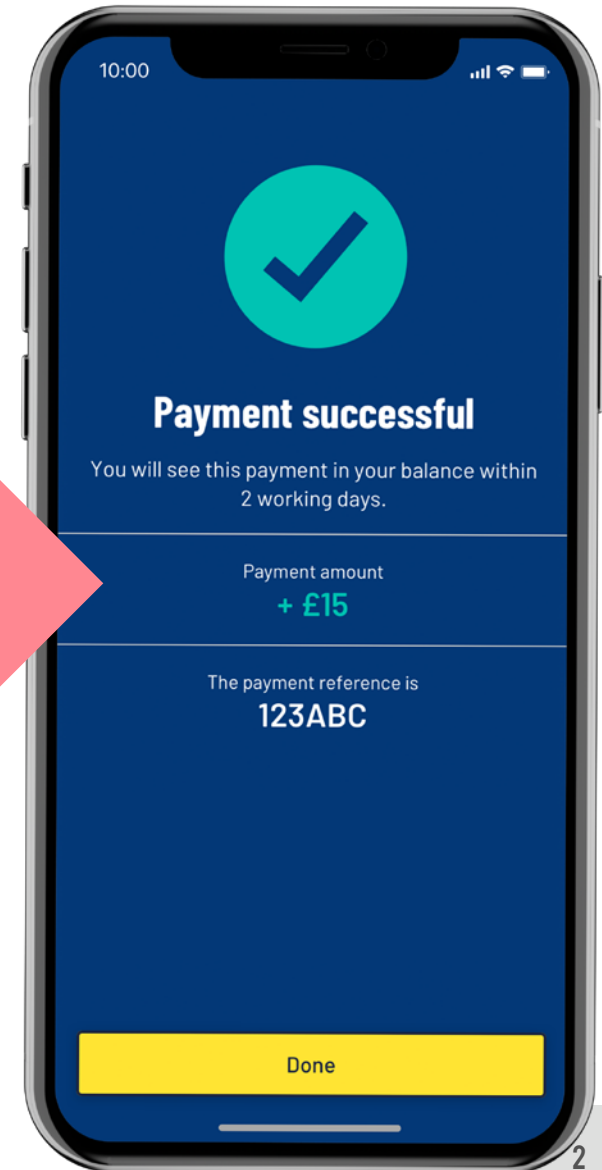 10:00
Payment successful
You will see this payment in your balance within
2 working days.
Payment amount
+ £15
The payment reference is
123ABC
Done
2